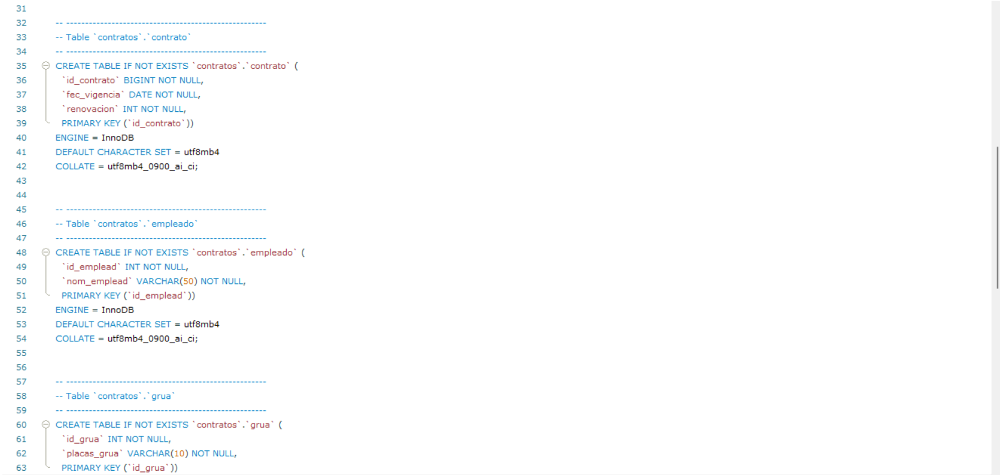 31
32 -- -----------------------------------------------------
33 -- Table `contratos`.`contrato`
34 -- -----------------------------------------------------
35 CREATE TABLE IF NOT EXISTS `contratos`.`contrato` (
36 `id_contrato` BIGINT NOT NULL,
37 `fec_vigencia` DATE NOT NULL,
38 `renovacion` INT NOT NULL,
39 PRIMARY KEY (`id_contrato`))
40 ENGINE = InnoDB
41 DEFAULT CHARACTER SET = utf8mb4
42 COLLATE = utf8mb4_0900_ai_ci;
43
44
45 -- -----------------------------------------------------
46 -- Table `contratos`.`empleado`
47 -- -----------------------------------------------------
48 CREATE TABLE IF NOT EXISTS `contratos`.`empleado` (
49 `id_emplead` INT NOT NULL,
50 `nom_emplead` VARCHAR(50) NOT NULL,
51 PRIMARY KEY (`id_emplead`))
52 ENGINE = InnoDB
53 DEFAULT CHARACTER SET = utf8mb4
54 COLLATE = utf8mb4_0900_ai_ci;
55
56
57 -- -----------------------------------------------------
58 -- Table `contratos`.`grua`
59 -- -----------------------------------------------------
60 CREATE TABLE IF NOT EXISTS `contratos`.`grua` (
61 `id_grua` INT NOT NULL,
62 `placas_grua` VARCHAR(10) NOT NULL,
63 PRIMARY KEY (`id_grua`))